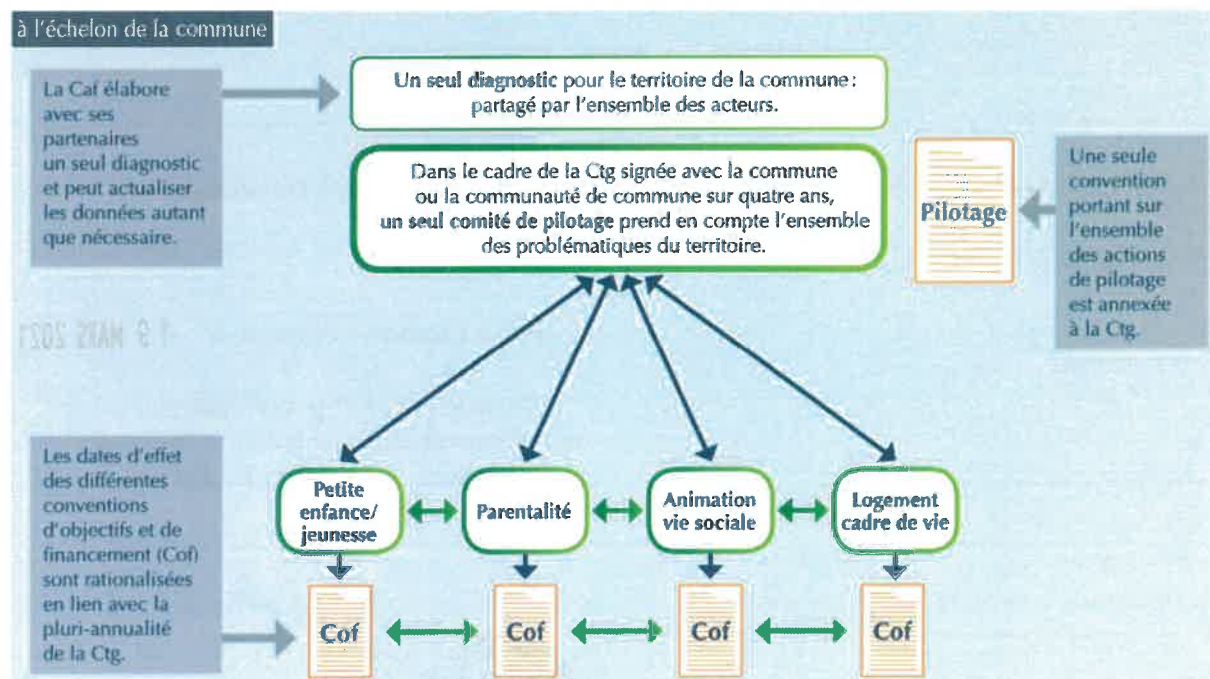 à l'échelon de la commune
La Caf élabore
avec ses
partenaires
un seul diagnostic
et peut actualiser
les données autant
que nécessaire.
Un seul diagnostic pour le territoire de la commune :
partagé par l'ensemble des acteurs.
Dans le cadre de la Ctg signée avec la commune
ou la communauté de commune sur quatre ans,
un seul comité de pilotage prend en compte l'ensemble
des problématiques du territoire.
Pilotage
Une seule
convention
portant sur
l'ensemble
des actions
de pilotage
est annexée
à la Ctg.
1 9 MARS 2021
Les dates d'effet
des différentes
conventions
d'objectifs et de
financement (Cof)
sont rationalisées
en lien avec la
pluri-annualité
de la Ctg.
Petite
enfance/
jeunesse
Parentalité
Animation
vie sociale
Logement
cadre de vie
Cof
Cof
Cof
Cof